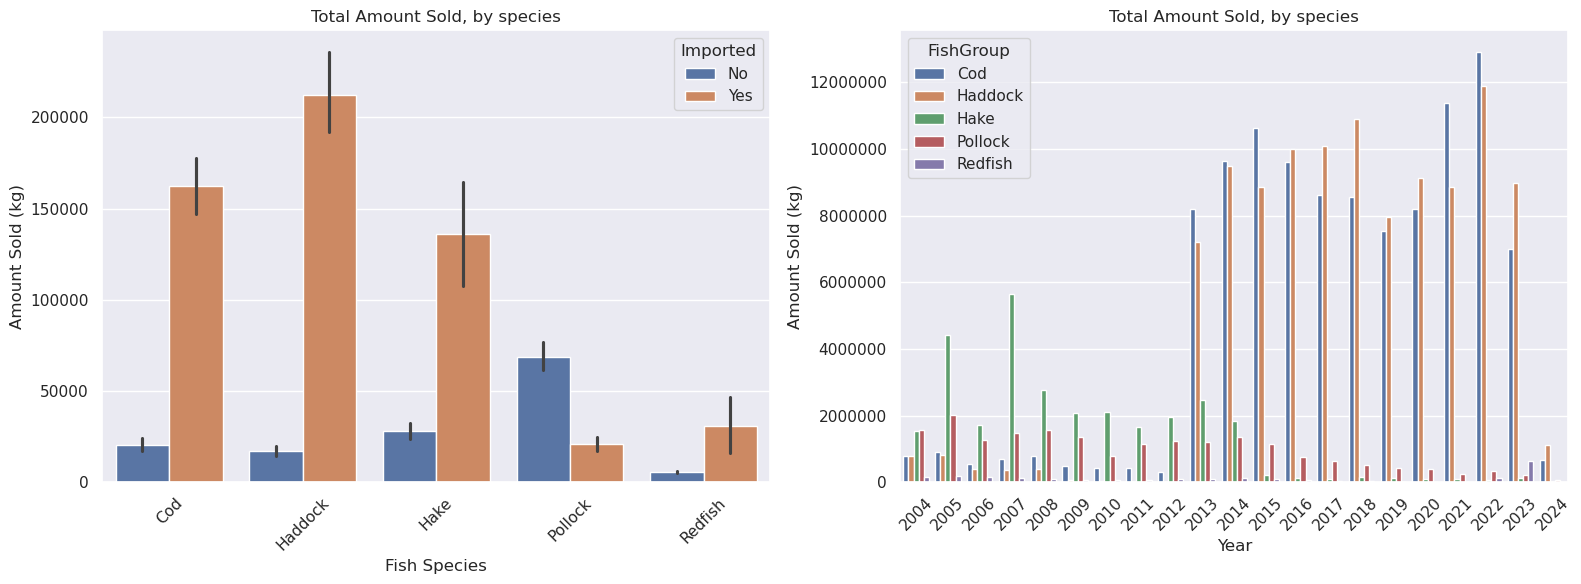 Total Amount Sold, by species
Imported
No
Yes
200000
150000
100000
50000
0
Amount Sold (kg)
Cod
Haddock
Hake
Pollock
Redfish
Fish Species
Total Amount Sold, by species
FishGroup
Cod
Haddock
Hake
Pollock
Redfish
12000000
10000000
8000000
6000000
4000000
2000000
0
Amount Sold (kg)
2004
2005
2006
2007
2008
2009
2010
2011
2012
2013
2014
2015
2016
2017
2018
2019
2020
2021
2022
2023
2024
Year